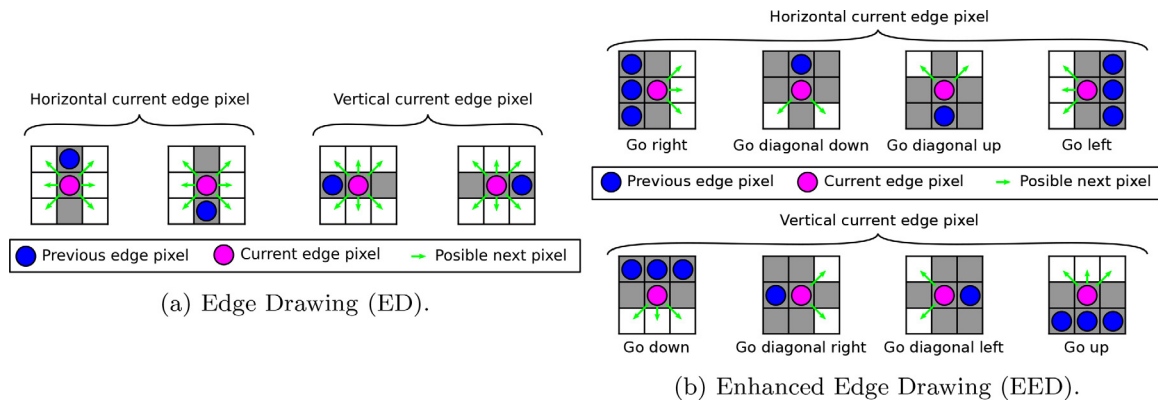 Horizontal current edge pixel
Vertical current edge pixel
Previous edge pixel
Current edge pixel
Posible next pixel
(a) Edge Drawing (ED).
Horizontal current edge pixel
Go right
Go diagonal down
Go diagonal up
Go left
Previous edge pixel
Current edge pixel
Posible next pixel
Vertical current edge pixel
Go down
Go diagonal right
Go diagonal left
Go up
(b) Enhanced Edge Drawing (EED).